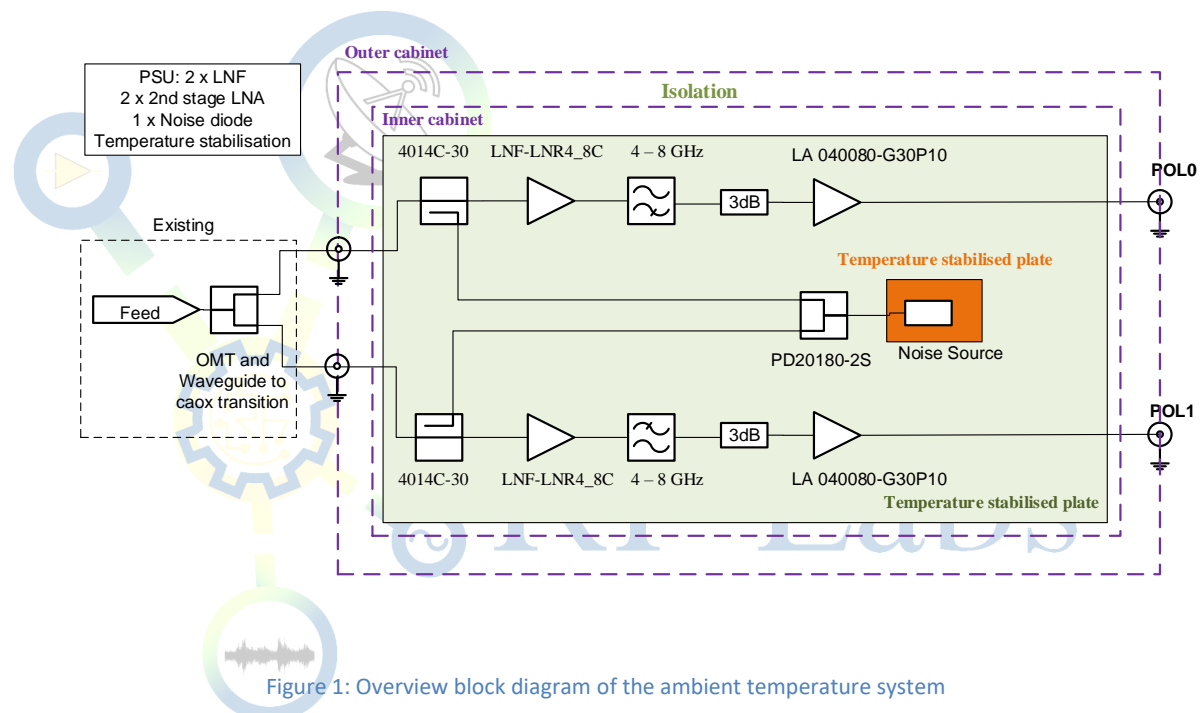 Outer cabinet
PSU: 2 x LNF
2 x 2nd stage LNA
1 x Noise diode
Temperature stabilisation
Isolation
Inner cabinet
4014C-30
LNF-LNR4_8C
4 – 8 GHz
LA 040080-G30P10
POL0
3dB
Existing
Temperature stabilised plate
Feed
OMT and
Waveguide to
caox transition
PD20180-2S
Noise Source
POL1
3dB
4014C-30
LNF-LNR4_8C
4 – 8 GHz
LA 040080-G30P10
Temperature stabilised plate
RF Labs
Figure 1: Overview block diagram of the ambient temperature system